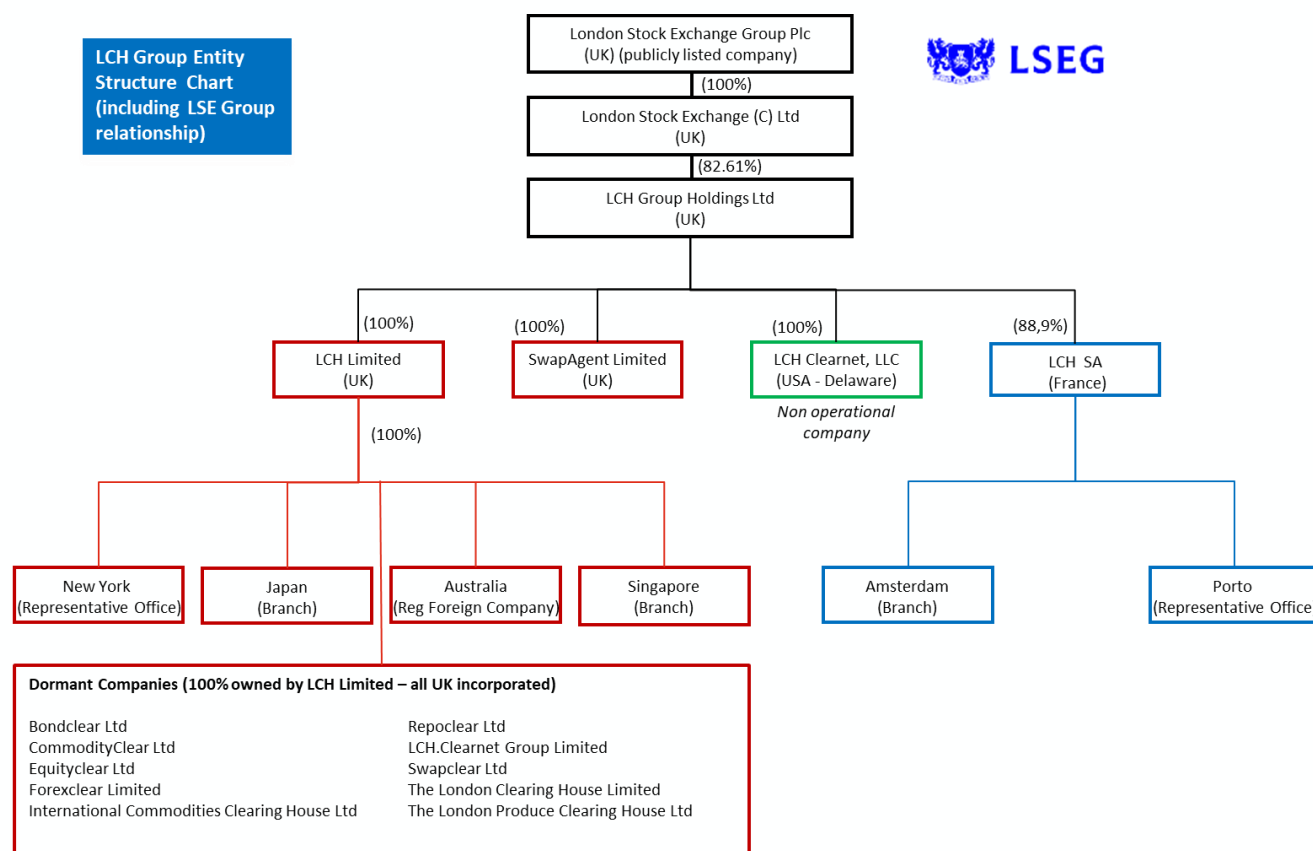 LCH Group Entity
Structure Chart
(including LSE Group
relationship)
London Stock Exchange Group Plc
(UK) (publicly listed company)
LSEG
(100%)
London Stock Exchange (C) Ltd
(UK)
(82.61%)
LCH Group Holdings Ltd
(UK)
(100%)
LCH Limited
(UK)
(100%)
SwapAgent Limited
(UK)
(100%)
LCH Clearnet, LLC
(USA - Delaware)
Non operational
company
(88,9%)
LCH SA
(France)
(100%)
New York
(Representative Office)
Japan
(Branch)
Australia
(Reg Foreign Company)
Singapore
(Branch)
Amsterdam
(Branch)
Porto
(Representative Office
Dormant Companies (100% owned by LCH Limited – all UK incorporated)
Bondclear Ltd
CommodityClear Ltd
Equityclear Ltd
Forexclear Limited
International Commodities Clearing House Ltd
Repoclear Ltd
LCH.Clearnet Group Limited
Swapclear Ltd
The London Clearing House Limited
The London Produce Clearing House Ltd